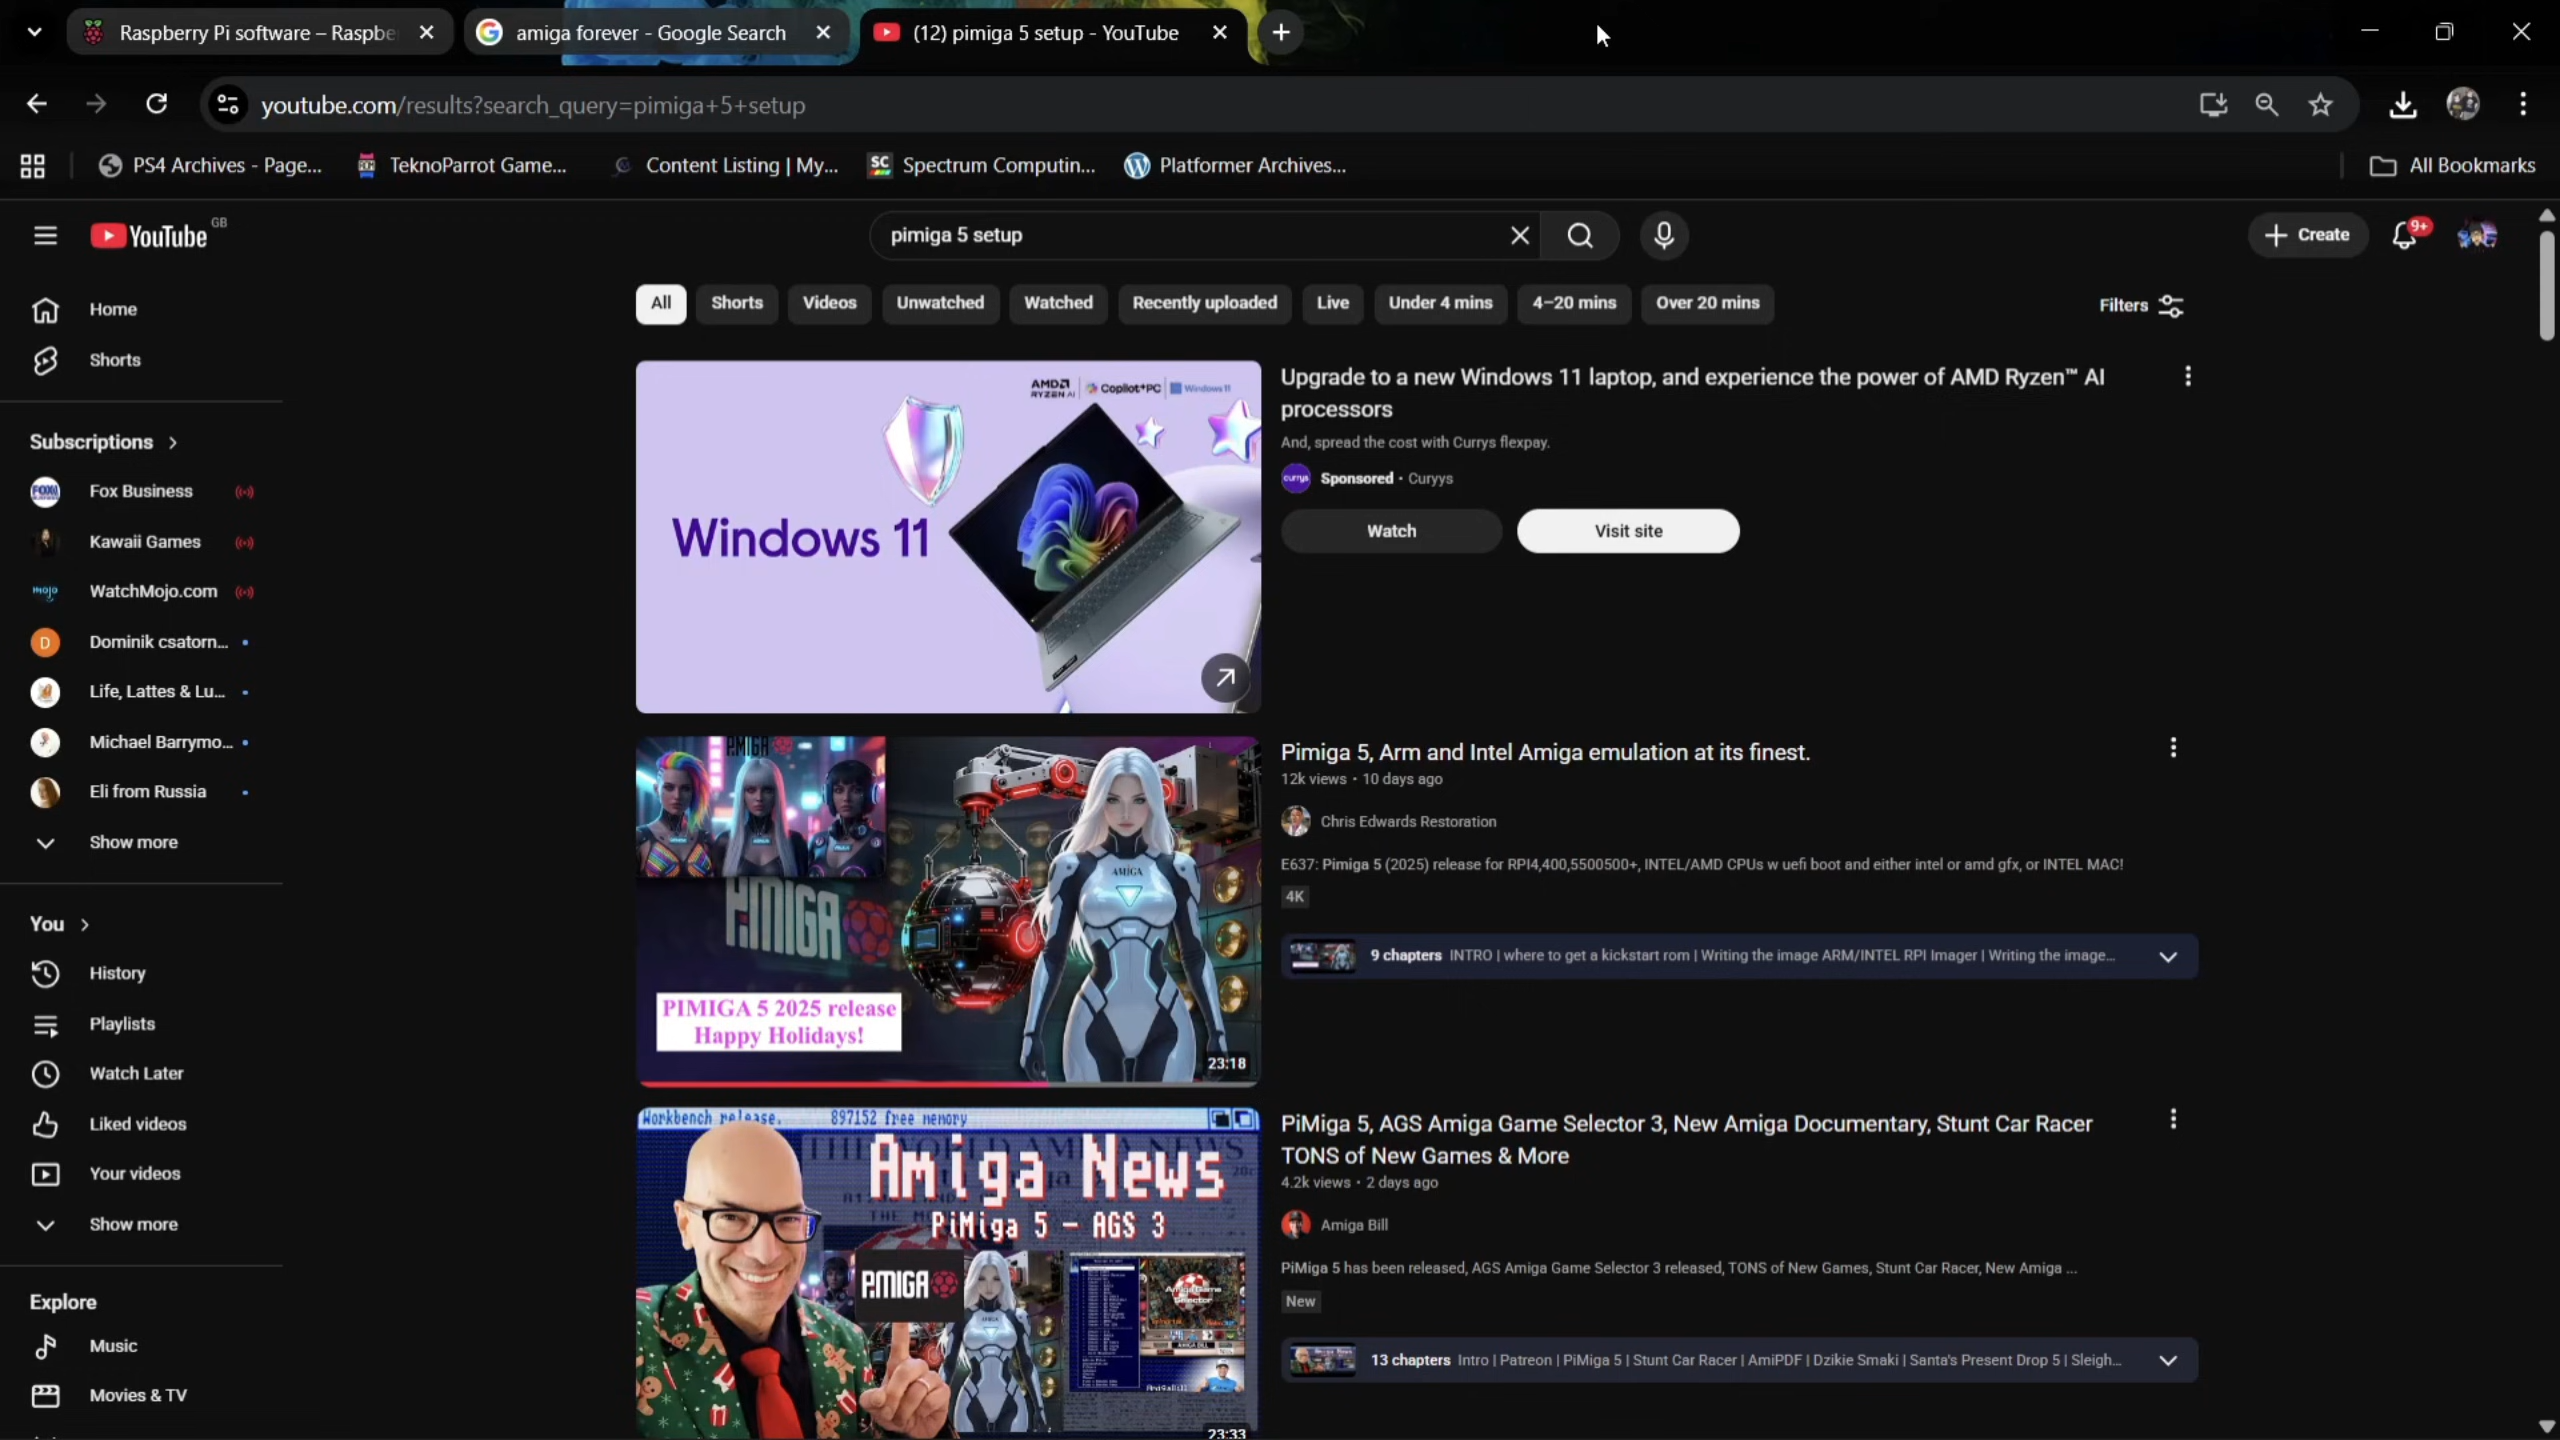 Raspberry Pi software – Raspbe
amiga forever - Google Search
(12) pimiga 5 setup - YouTube
youtube.com/results?search_query=pimiga+5+setup
PS4 Archives - Page...
TeknoParrot Game...
Content Listing | My...
SC
Spectrum Computin...
Platformer Archives...
All Bookmarks
YouTube GB
pimiga 5 setup
Create
9+
Home
Shorts
Subscriptions
Fox Business
Kawaii Games
mojo
WatchMojo.com
D
Dominik csatorn...
Life, Lattes & Lu...
Michael Barrymo...
Eli from Russia
Show more
You
History
Playlists
Watch Later
Liked videos
Your videos
Show more
Explore
Music
Movies & TV
All
Shorts
Videos
Unwatched
Watched
Recently uploaded
Live
Under 4 mins
4–20 mins
Over 20 mins
Filters
AMD RYZEN AI | Copilot+PC | Windows 11
Windows 11
Upgrade to a new Windows 11 laptop, and experience the power of AMD Ryzen™ AI
processors
And, spread the cost with Currys flexpay.
currys
Sponsored · Curyys
Watch
Visit site
PIMIGA
AMIGA
PIMIGA
PIMIGA 5 2025 release
Happy Holidays!
23:18
Pimiga 5, Arm and Intel Amiga emulation at its finest.
12k views • 10 days ago
Chris Edwards Restoration
E637: Pimiga 5 (2025) release for RPI4,400,5500500+, INTEL/AMD CPUs w uefi boot and either intel or amd gfx, or INTEL MAC!
4K
9 chapters INTRO | where to get a kickstart rom | Writing the image ARM/INTEL RPI Imager | Writing the image...
Workbench release. 897152 free memory
Amiga News
PiMiga 5 - AGS 3
PIMIGA
23:33
PiMiga 5, AGS Amiga Game Selector 3, New Amiga Documentary, Stunt Car Racer
TONS of New Games & More
4.2k views • 2 days ago
Amiga Bill
PiMiga 5 has been released, AGS Amiga Game Selector 3 released, TONS of New Games, Stunt Car Racer, New Amiga ...
New
13 chapters Intro | Patreon | PiMiga 5 | Stunt Car Racer | AmiPDF | Dzikie Smaki | Santa's Present Drop 5 | Sleigh...